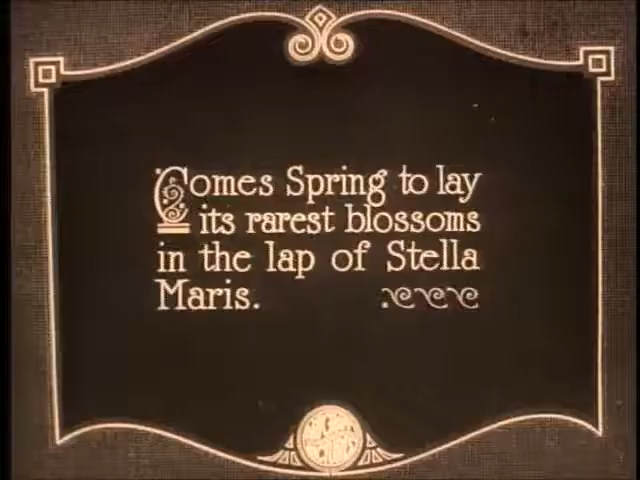 Comes Spring to lay
its rarest blossoms
in the lap of Stella
Maris.